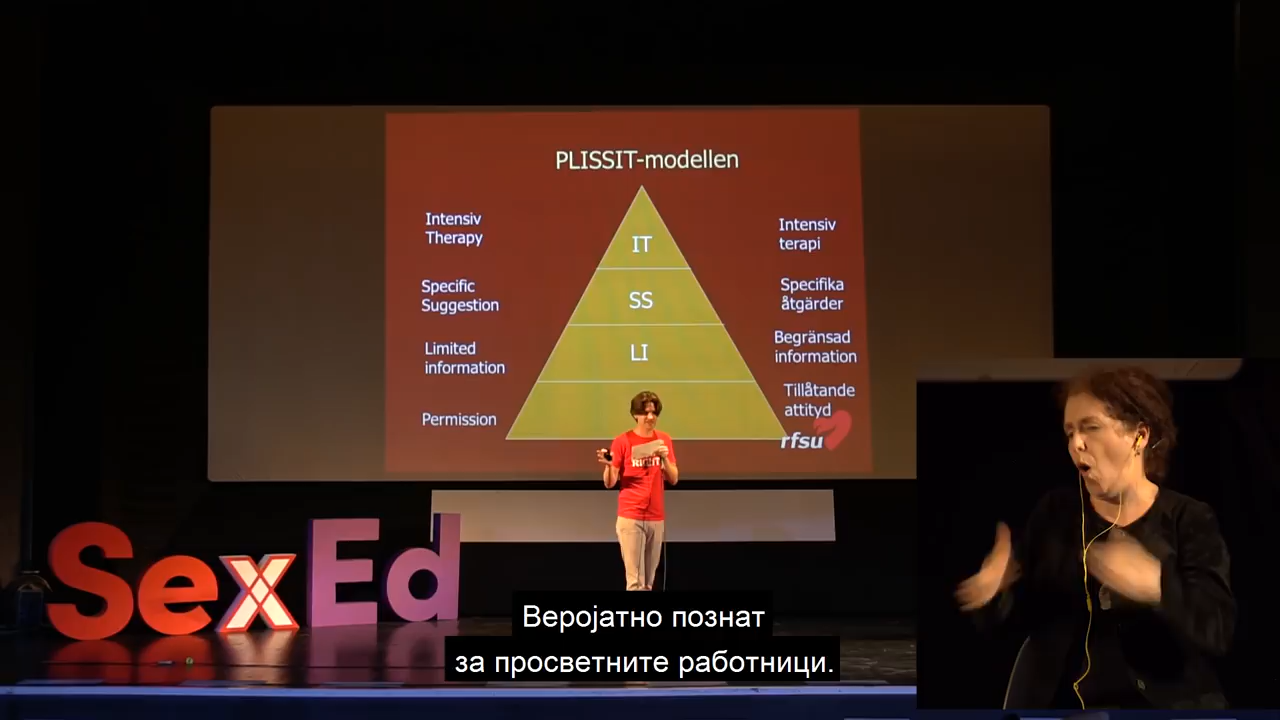 PLISSIT-modellen
Intensiv
Therapy
IT
Intensiv
terapi
Specific
Suggestion
SS
Specifika
åtgärder
Limited
information
LI
Begränsad
information
Permission
Tillåtande
attityd
rfsu
SexEd
Веројатно познат
за просветните работници.